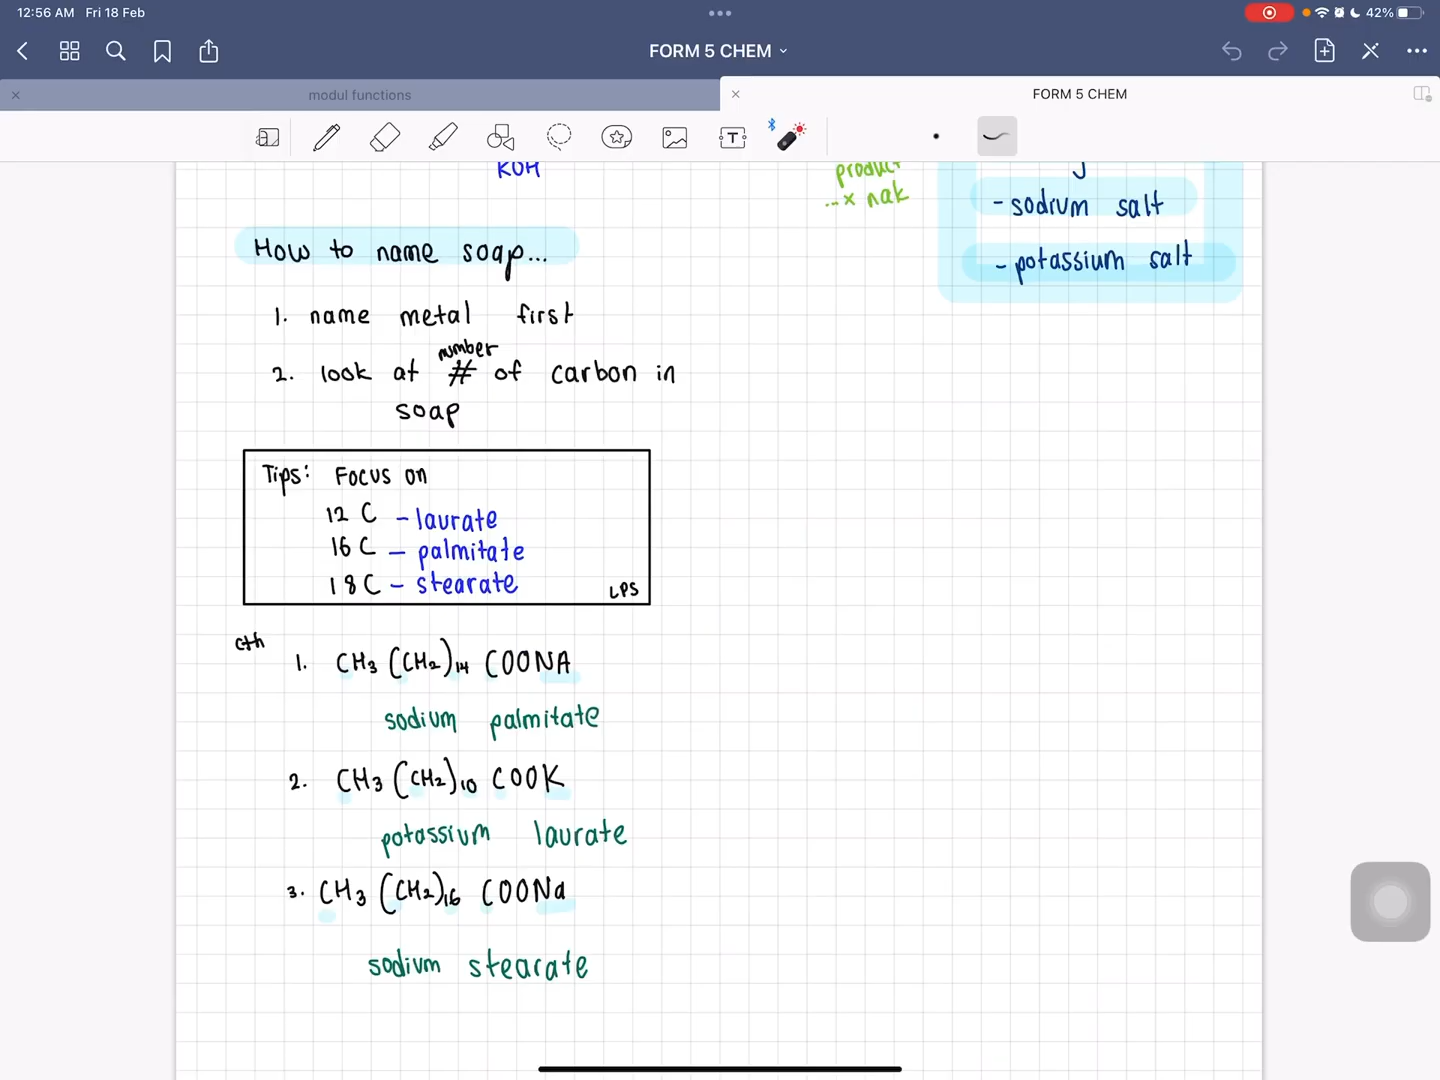 12:56 AM Fri 18 Feb
42%
FORM 5 CHEM
modul functions
FORM 5 CHEM
KOH
product
...x nak
- sodium salt
- potassium salt
How to name soap...
1. name metal first
number
2. look at # of carbon in
soap
Tips: Focus on
12 C - laurate
16 C - palmitate
18 C - stearate
LPS
cth
1. CH3 (CH2)14 COONA
sodium palmitate
2. CH3 (CH2)10 COOK
potassium laurate
3. CH3 (CH2)16 COONa
sodium stearate